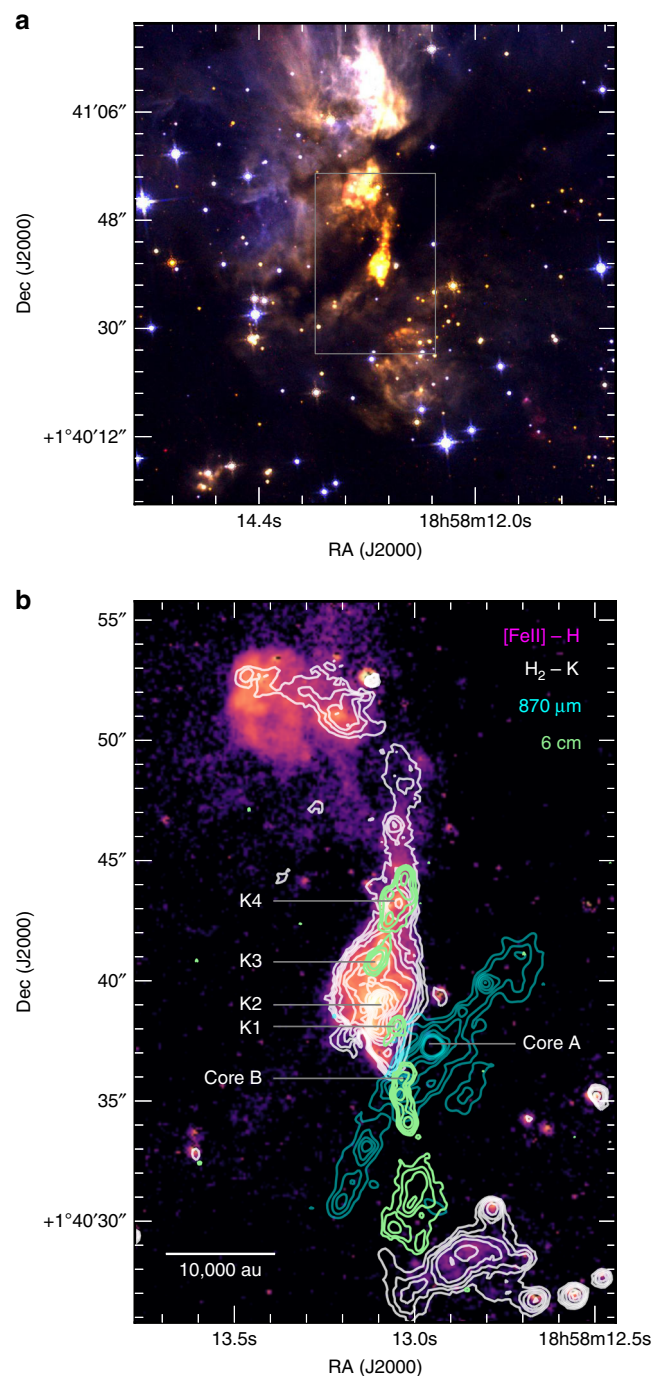 a
41′06″
48″
30″
+1°40′12″
Dec (J2000)
14.4s
18h58m12.0s
RA (J2000)
b
55″
50″
45″
40″
35″
+1°40′30″
Dec (J2000)
[FeII] – H
H₂ – K
870 μm
6 cm
K4
K3
K2
K1
Core A
Core B
10,000 au
13.5s
13.0s
18h58m12.5s
RA (J2000)